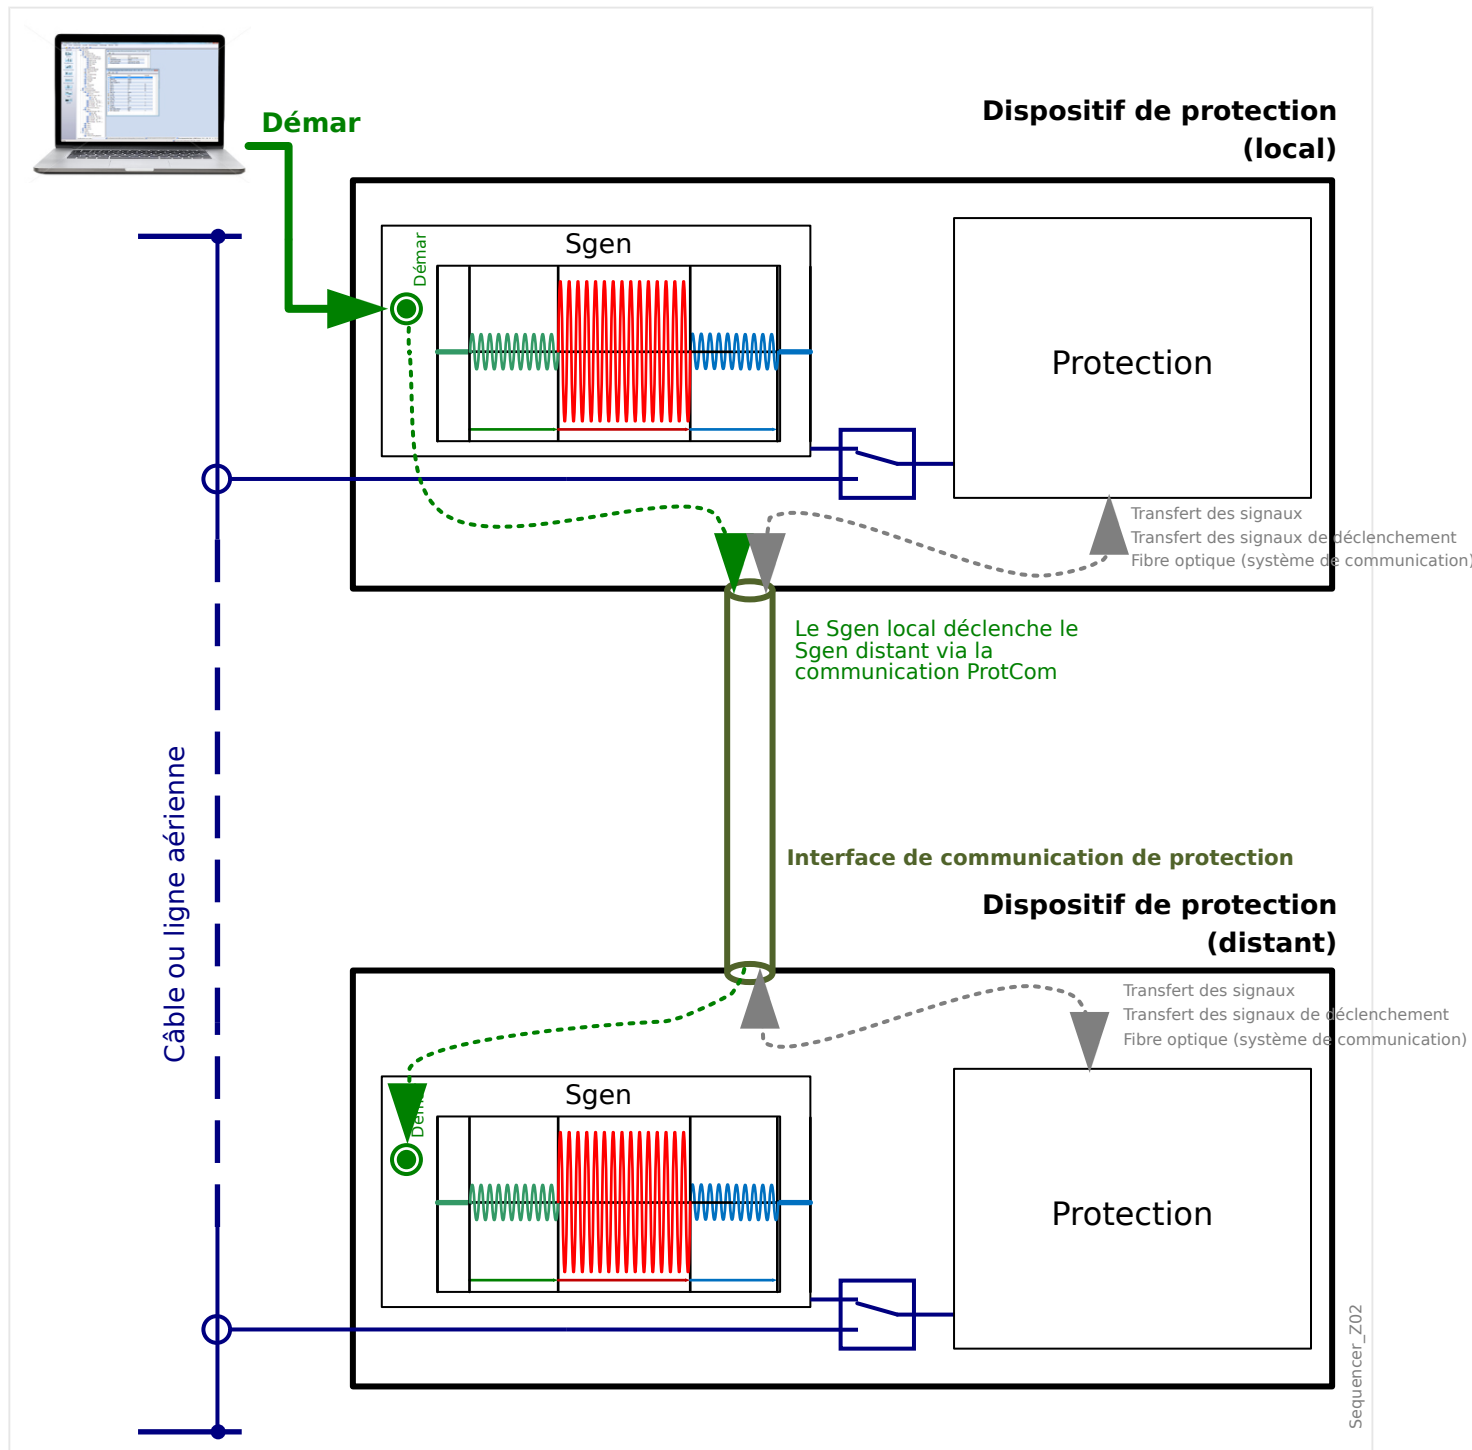 Démar
Dispositif de protection
(local)
Démar
Sgen
Protection
Transfert des signaux
Transfert des signaux de déclenchement
Fibre optique (système de communication)
Le Sgen local déclenche le
Sgen distant via la
communication ProtCom
Câble ou ligne aérienne
Interface de communication de protection
Dispositif de protection
(distant)
Transfert des signaux
Transfert des signaux de déclenchement
Fibre optique (système de communication)
Sgen
Protection
Sequencer_Z02